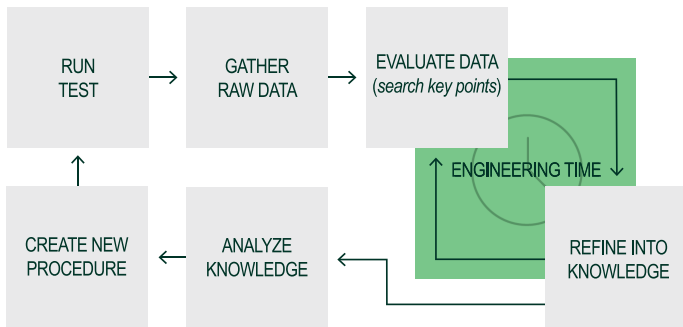 RUN
TEST
GATHER
RAW DATA
EVALUATE DATA
(search key points)
ENGINEERING TIME
REFINE INTO
KNOWLEDGE
ANALYZE
KNOWLEDGE
CREATE NEW
PROCEDURE